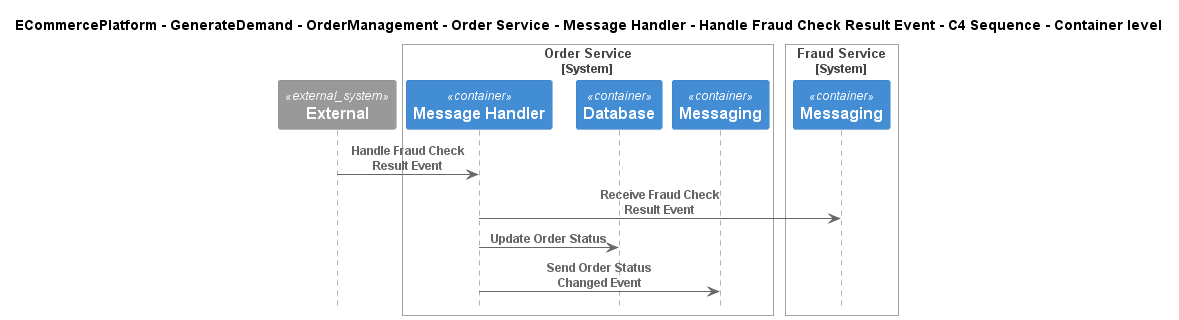 ECommercePlatform - GenerateDemand - OrderManagement - Order Service - Message Handler - Handle Fraud Check Result Event - C4 Sequence - Container level
Order Service
[System]
Fraud Service
[System]
«external_system»
External
«container»
Message Handler
«container»
Database
«container»
Messaging
«container»
Messaging
Handle Fraud Check
Result Event
Receive Fraud Check
Result Event
Update Order Status
Send Order Status
Changed Event